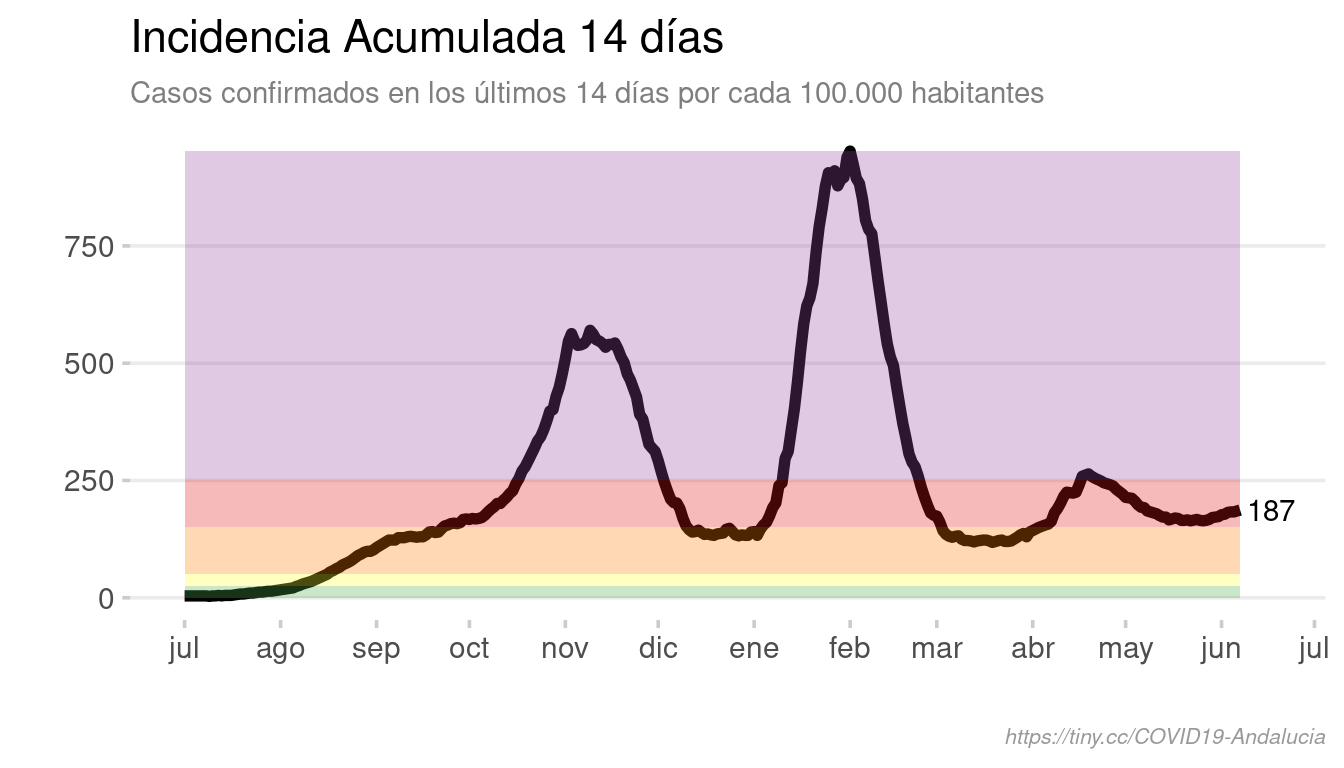 Incidencia Acumulada 14 días
Casos confirmados en los últimos 14 días por cada 100.000 habitantes
750
500
250
0
187
jul ago sep oct nov dic ene feb mar abr may jun jul
https://tiny.cc/COVID19-Andalucia